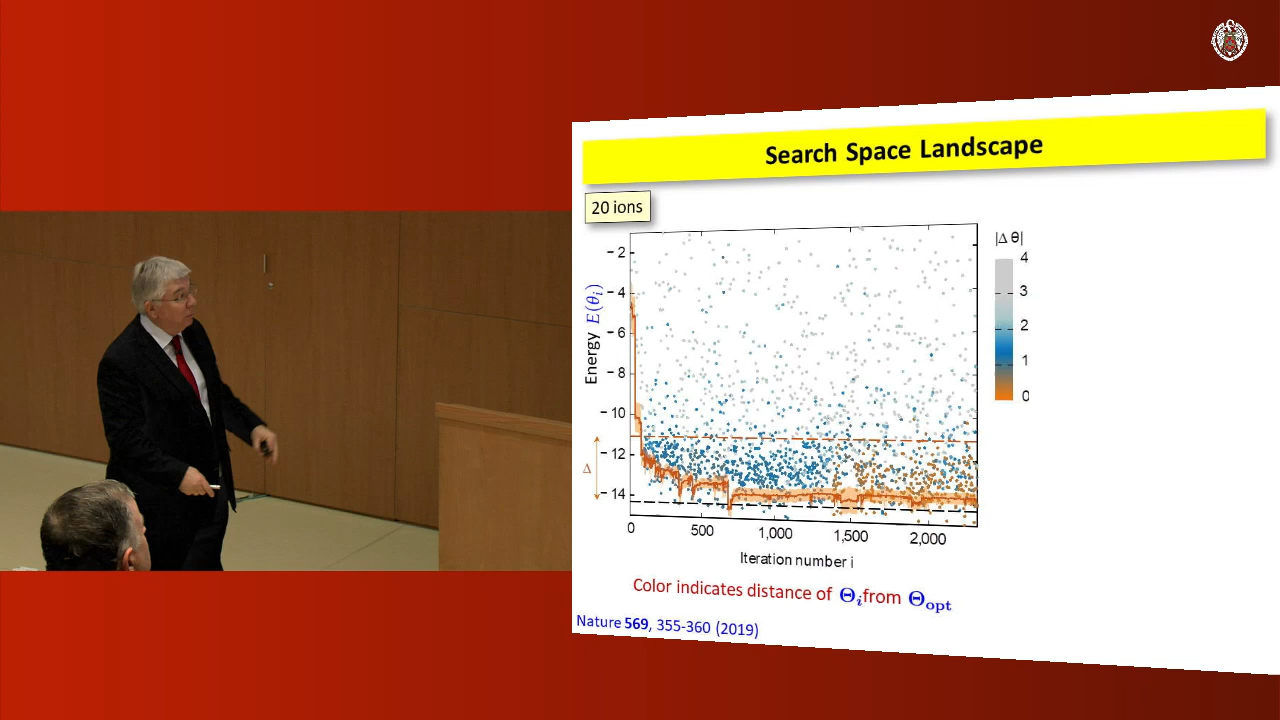 Search Space Landscape
20 ions
|Δ θ|
Energy E(θᵢ)
−2
−4
−6
−8
−10
−12
−14
Δ
0
500
1,000
1,500
2,000
Iteration number i
4
3
2
1
0
Color indicates distance of Θᵢ from Θopt
Nature 569, 355-360 (2019)